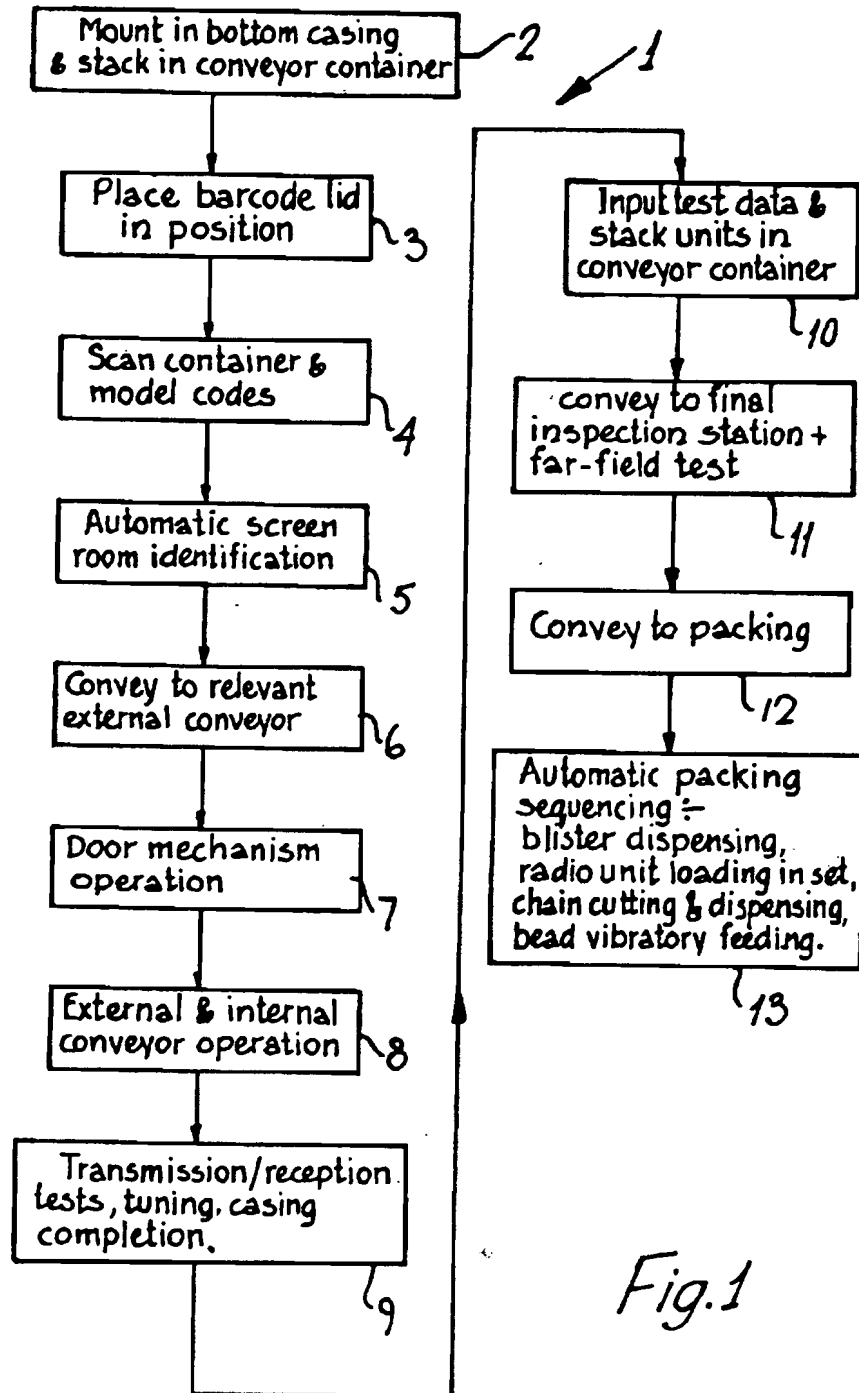 Mount in bottom casing
& stack in conveyor container
2
1
Place barcode lid
in position
3
Scan container &
model codes
4
Automatic screen
room identification
5
Convey to relevant
external conveyor
6
Door mechanism
operation
7
External & internal
conveyor operation
8
Transmission/reception
tests, tuning, casing
completion.
9
Input test data &
stack units in
conveyor container
10
convey to final
inspection station +
far-field test
11
Convey to packing
12
Automatic packing
sequencing :-
blister dispensing,
radio unit loading in set,
chain cutting & dispensing,
bead vibratory feeding.
13
Fig.1